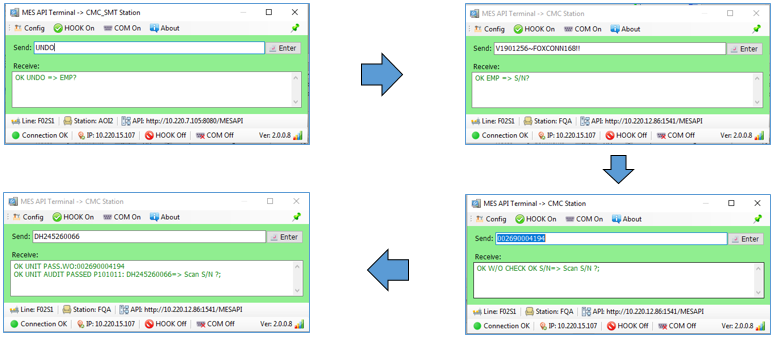 MES API Terminal -> CMC_SMT Station
Config HOOK On COM On About
Send: UNDO Enter
Receive:
OK UNDO => EMP?
Line: F02S1 Station: AOI2 API: http://10.220.7.105:8080/MESAPI
Connection OK IP: 10.220.15.107 HOOK Off COM Off Ver: 2.0.0.8
MES API Terminal -> CMC Station
Config HOOK On COM On About
Send: V1901256~FOXCONN168!! Enter
Receive:
OK EMP => S/N?
Line: F02S1 Station: FQA API: http://10.220.12.86:1541/MESAPI
Connection OK IP: 10.220.15.107 HOOK Off COM Off Ver: 2.0.0.8
MES API Terminal -> CMC Station
Config HOOK On COM On About
Send: 002690004194 Enter
Receive:
OK W/O CHECK OK S/N=> Scan S/N ?;
Line: F02S1 Station: FQA API: http://10.220.12.86:1541/MESAPI
Connection OK IP: 10.220.15.107 HOOK Off COM Off Ver: 2.0.0.8
MES API Terminal -> CMC Station
Config HOOK On COM On About
Send: DH245260066 Enter
Receive:
OK UNIT PASS.WO:002690004194
OK UNIT AUDIT PASSED P101011: DH245260066=> Scan S/N ?;
Line: F02S1 Station: FQA API: http://10.220.12.86:1541/MESAPI
Connection OK IP: 10.220.15.107 HOOK Off COM Off Ver: 2.0.0.8